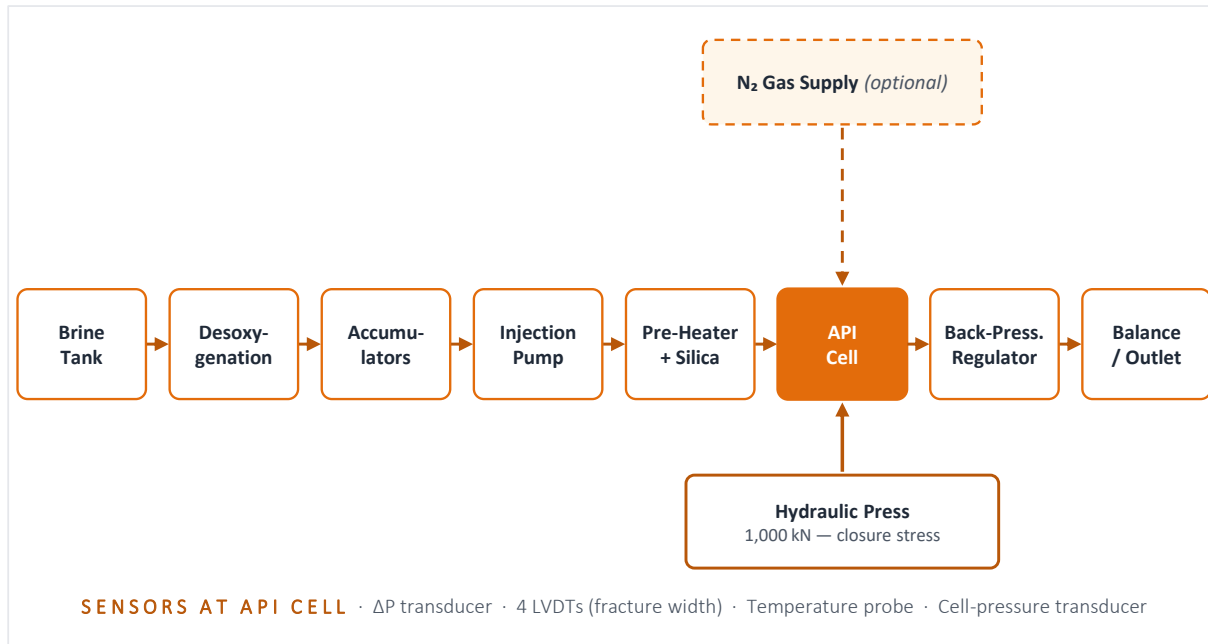 N₂ Gas Supply (optional)
Brine
Tank
Desoxy-
genation
Accumu-
lators
Injection
Pump
Pre-Heater
+ Silica
API
Cell
Back-Press.
Regulator
Balance
/ Outlet
Hydraulic Press
1,000 kN — closure stress
SENSORS AT API CELL · ΔP transducer · 4 LVDTs (fracture width) · Temperature probe · Cell-pressure transducer